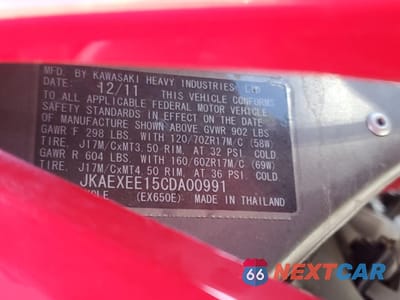 MFD. BY KAWASAKI HEAVY INDUSTRIES LTD
DATE: 12/11 THIS VEHICLE CONFORMS
TO ALL APPLICABLE FEDERAL MOTOR VEHICLE
SAFETY STANDARDS IN EFFECT ON THE DATE
OF MANUFACTURE SHOWN ABOVE. GVWR 902 LBS
GAWR F 298 LBS. WITH 120/70ZR17M/C (58W)
TIRE, J17M/CxMT3.50 RIM, AT 32 PSI. COLD
GAWR R 604 LBS. WITH 160/60ZR17M/C (69W)
TIRE, J17M/CxMT4.50 RIM, AT 36 PSI. COLD.
JKAEXEE15CDA00991
(EX650E) MADE IN THAILAND
66 NEXTCAR